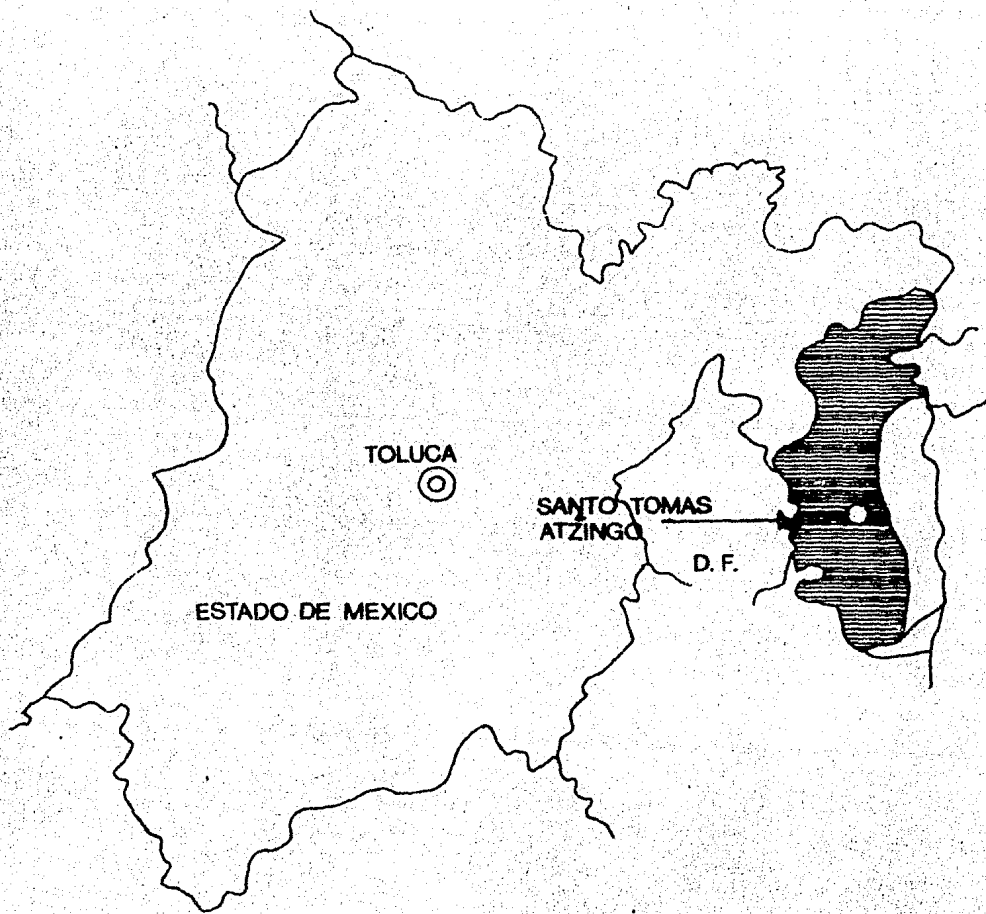 TOLUCA
SANTO TOMAS
ATZINGO
D. F.
ESTADO DE MEXICO